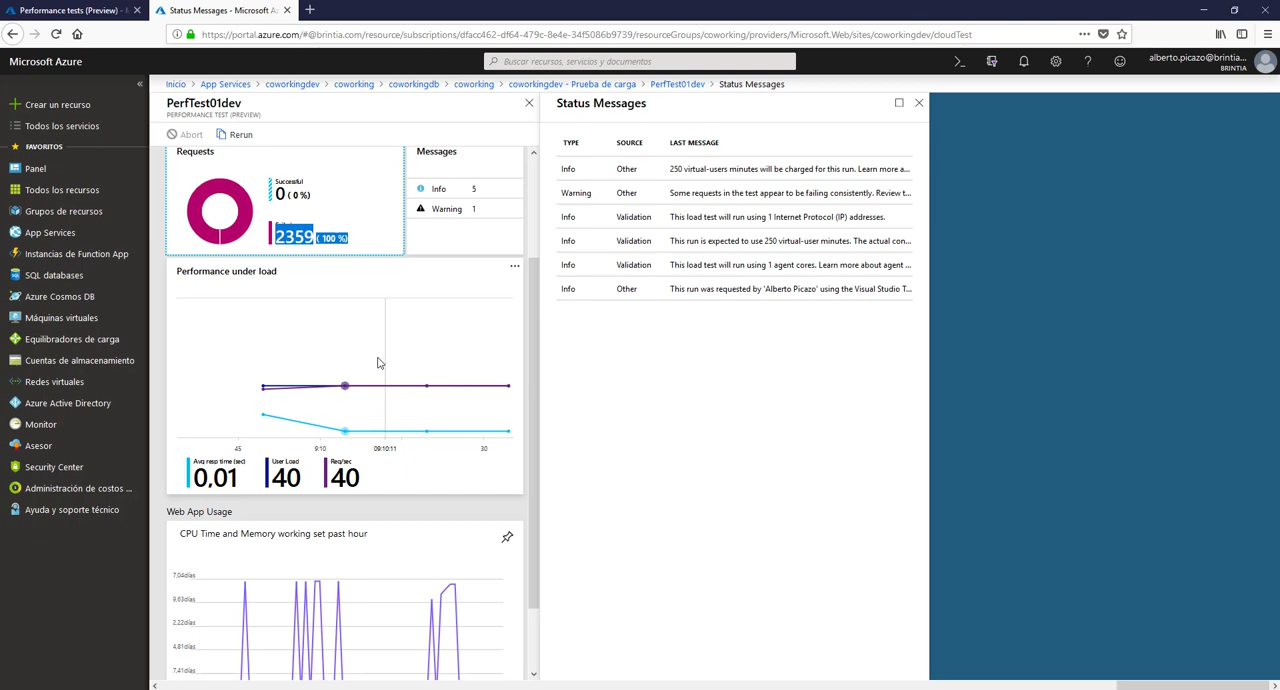 Performance tests (Preview) -
Status Messages - Microsoft Az
https://portal.azure.com/resource/subscriptions/dfacc462-df64-479c-8e4e-34f5086b9739/resourceGroups/coworking/providers/Microsoft.Web/sites/coworkingdev/cloudTest
Microsoft Azure
Buscar recursos, servicios y documentos
alberto.picazo@brintia...
BRINTIA
Inicio
App Services
coworkingdev
coworking
coworkingdb
coworking
coworkingdev - Prueba de carga
PerfTest01dev
Status Messages
Crear un recurso
Todos los servicios
FAVORITOS
Panel
Todos los recursos
Grupos de recursos
App Services
Instancias de Function App
SQL databases
Azure Cosmos DB
Máquinas virtuales
Equilibradores de carga
Cuentas de almacenamiento
Redes virtuales
Azure Active Directory
Monitor
Asesor
Security Center
Administración de costos ...
Ayuda y soporte técnico
PerfTest01dev
PERFORMANCE TEST (PREVIEW)
Abort
Rerun
Requests
Successful
0 ( 0 %)
2359 ( 100 %)
Messages
Info 5
Warning 1
Performance under load
45 9:10 09:10:11 30
Avg resp time (sec) User Load Req/sec
0,01 40 40
Web App Usage
CPU Time and Memory working set past hour
7,04días
9,63días
2.22días
4,81días
7,41días
Status Messages
TYPE SOURCE LAST MESSAGE
Info Other 250 virtual-users minutes will be charged for this run. Learn more a...
Warning Other Some requests in the test appear to be failing consistently. Review t...
Info Validation This load test will run using 1 Internet Protocol (IP) addresses.
Info Validation This run is expected to use 250 virtual-user minutes. The actual con...
Info Validation This load test will run using 1 agent cores. Learn more about agent ...
Info Other This run was requested by 'Alberto Picazo' using the Visual Studio T...